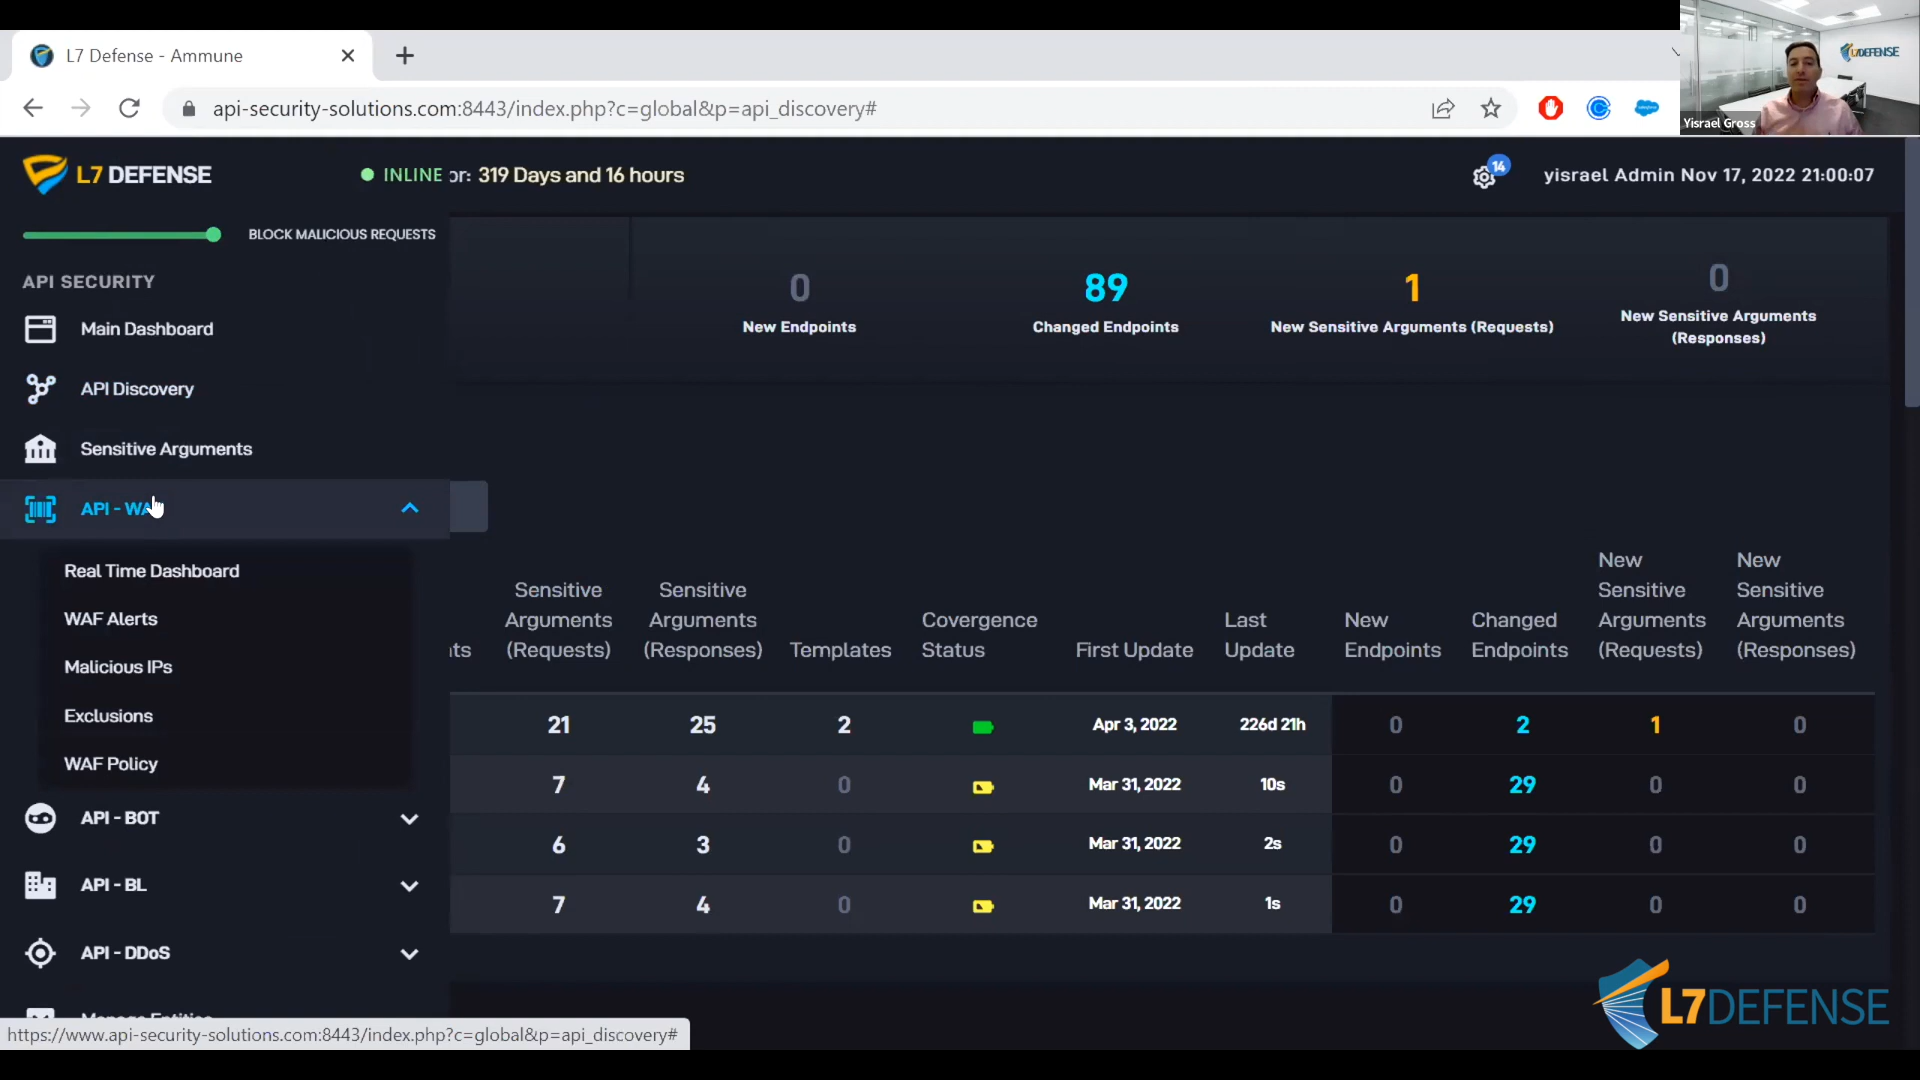 L7 Defense - Ammune
api-security-solutions.com:8443/index.php?c=global&p=api_discovery#
L7DEFENSE
Yisrael Gross
L7 DEFENSE
INLINE or: 319 Days and 16 hours
14
yisrael Admin Nov 17, 2022 21:00:07
BLOCK MALICIOUS REQUESTS
API SECURITY
Main Dashboard
API Discovery
Sensitive Arguments
API - WA
Real Time Dashboard
WAF Alerts
Malicious IPs
Exclusions
WAF Policy
API - BOT
API - BL
API - DDoS
Manage Entities
0
New Endpoints
89
Changed Endpoints
1
New Sensitive Arguments (Requests)
0
New Sensitive Arguments
(Responses)
nts
Sensitive
Arguments
(Requests)
Sensitive
Arguments
(Responses)
Templates
Covergence
Status
First Update
Last
Update
New
Endpoints
Changed
Endpoints
New
Sensitive
Arguments
(Requests)
New
Sensitive
Arguments
(Responses)
21 25 2 Apr 3, 2022 226d 21h 0 2 1 0
7 4 0 Mar 31, 2022 10s 0 29 0 0
6 3 0 Mar 31, 2022 2s 0 29 0 0
7 4 0 Mar 31, 2022 1s 0 29 0 0
L7DEFENSE
https://www.api-security-solutions.com:8443/index.php?c=global&p=api_discovery#